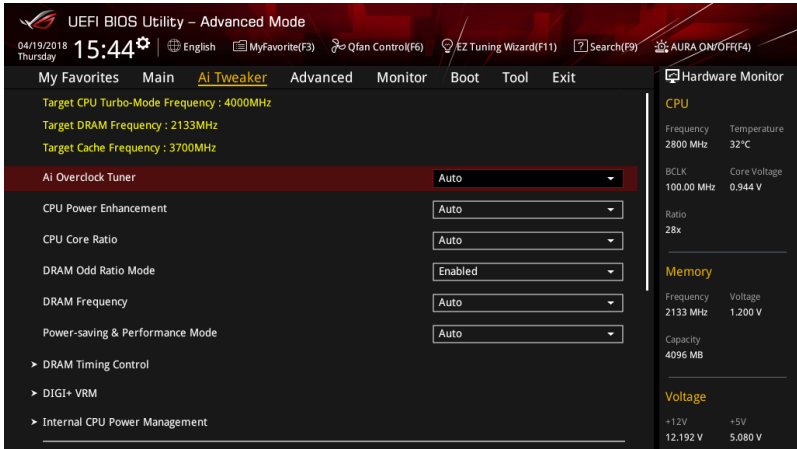 UEFI BIOS Utility – Advanced Mode
04/19/2018 Thursday 15:44 English MyFavorite(F3) Qfan Control(F6) EZ Tuning Wizard(F11) ? Search(F9) AURA ON/OFF(F4)
My Favorites Main Ai Tweaker Advanced Monitor Boot Tool Exit
Target CPU Turbo-Mode Frequency : 4000MHz
Target DRAM Frequency : 2133MHz
Target Cache Frequency : 3700MHz
Ai Overclock Tuner Auto
CPU Power Enhancement Auto
CPU Core Ratio Auto
DRAM Odd Ratio Mode Enabled
DRAM Frequency Auto
Power-saving & Performance Mode Auto
> DRAM Timing Control
> DIGI+ VRM
> Internal CPU Power Management
Hardware Monitor
CPU
Frequency Temperature
2800 MHz 32°C
BCLK Core Voltage
100.00 MHz 0.944 V
Ratio
28x
Memory
Frequency Voltage
2133 MHz 1.200 V
Capacity
4096 MB
Voltage
+12V +5V
12.192 V 5.080 V